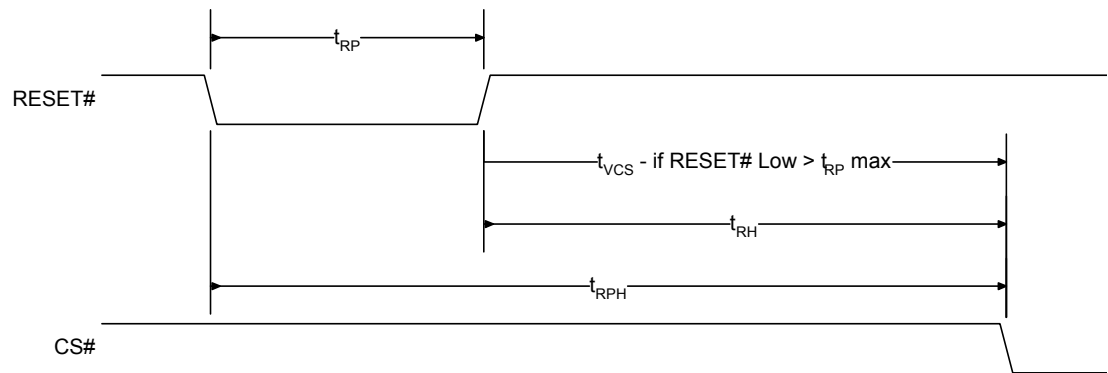 tRP
RESET#
tVCS - if RESET# Low > tRP max
tRH
tRPH
CS#